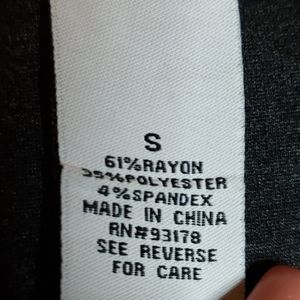 S
61%RAYON
35%POLYESTER
4%SPANDEX
MADE IN CHINA
RN#93178
SEE REVERSE
FOR CARE